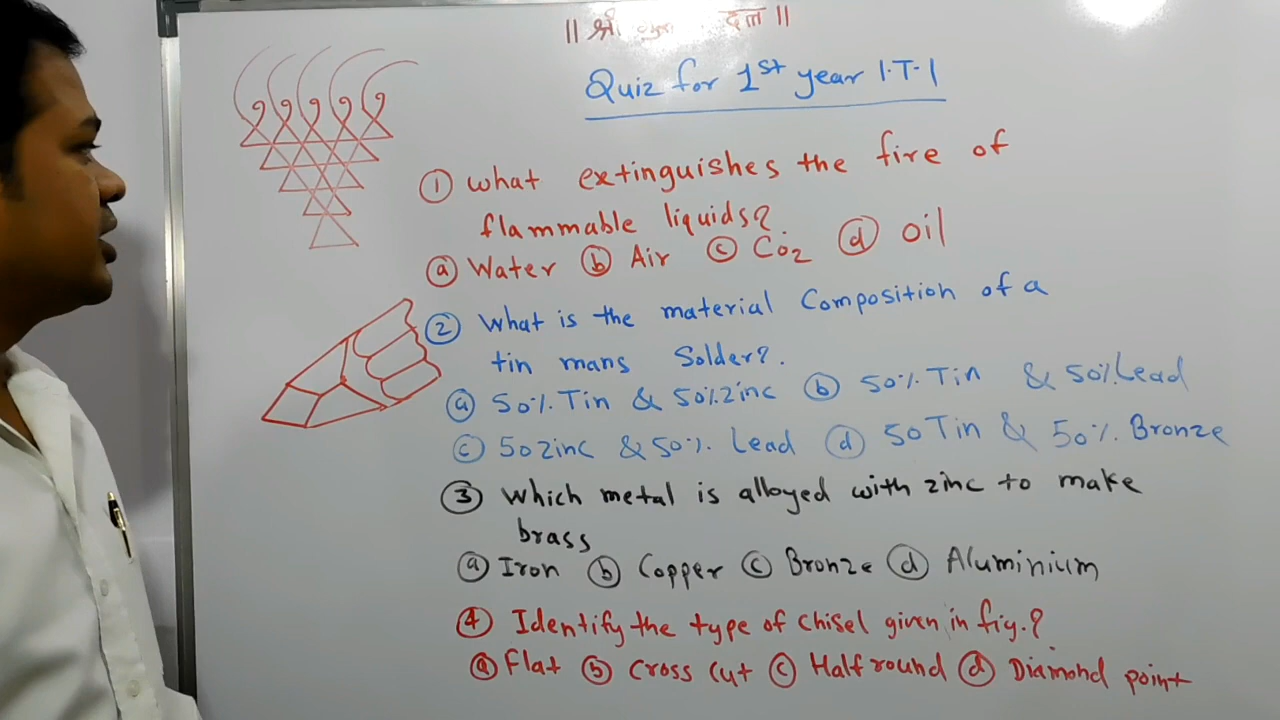 || श्री दत्त ||
Quiz for 1st year I.T.I
① What extinguishes the fire of
flammable liquids?
ⓐ Water ⓑ Air ⓒ Co₂ ⓓ oil
② What is the material Composition of a
tin mans Solder?.
ⓐ 50%.Tin & 50%zinc ⓑ 50%.Tin & 50%Lead
ⓒ 50 zinc & 50%. Lead ⓓ 50 Tin & 50%. Bronze
③ Which metal is alloyed with zinc to make
brass
ⓐ Iron ⓑ Copper ⓒ Bronze ⓓ Aluminium
④ Identify the type of chisel given in fig.?
ⓐ Flat ⓑ Cross Cut ⓒ Half round ⓓ Diamond point